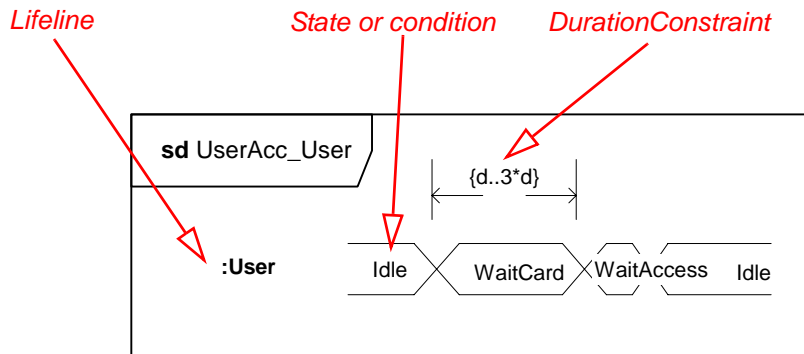 Lifeline State or condition DurationConstraint
sd UserAcc_User
{d..3*d}
:User Idle WaitCard WaitAccess Idle